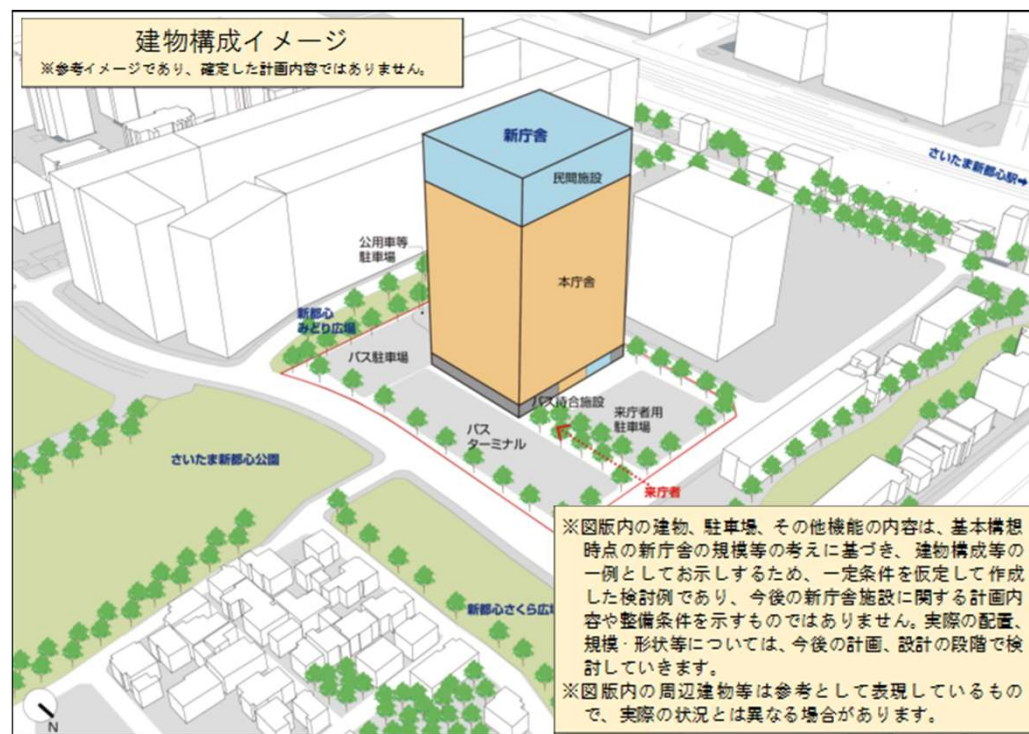 建物構成イメージ
※参考イメージであり、確定した計画内容ではありません。
新庁舎
民間施設
さいたま新都心駅→
公用車等
駐車場
本庁舎
新都心
みどり広場
バス駐車場
バス待合施設
来庁者用
駐車場
バス
ターミナル
さいたま新都心公園
来庁者
新都心さくら広場
※図版内の建物、駐車場、その他機能の内容は、基本構想
時点の新庁舎の規模等の考えに基づき、建物構成等の
一例としてお示しするため、一定条件を仮定して作成
した検討例であり、今後の新庁舎施設に関する計画内
容や整備条件を示すものではありません。実際の配置、
規模・形状等については、今後の計画、設計の段階で検
討していきます。
※図版内の周辺建物等は参考として表現しているもの
で、実際の状況とは異なる場合があります。
N